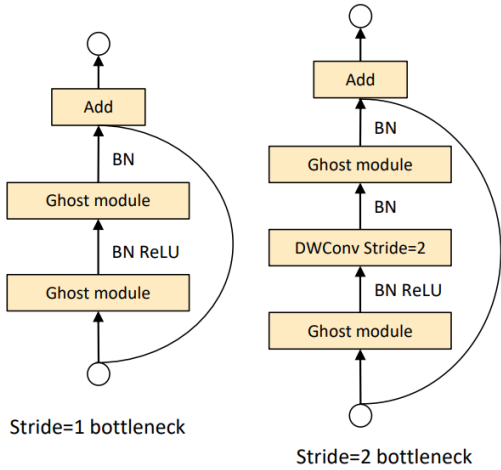 Add
BN
Ghost module
BN ReLU
Ghost module
Stride=1 bottleneck
Add
BN
Ghost module
BN
DWConv Stride=2
BN ReLU
Ghost module
Stride=2 bottleneck